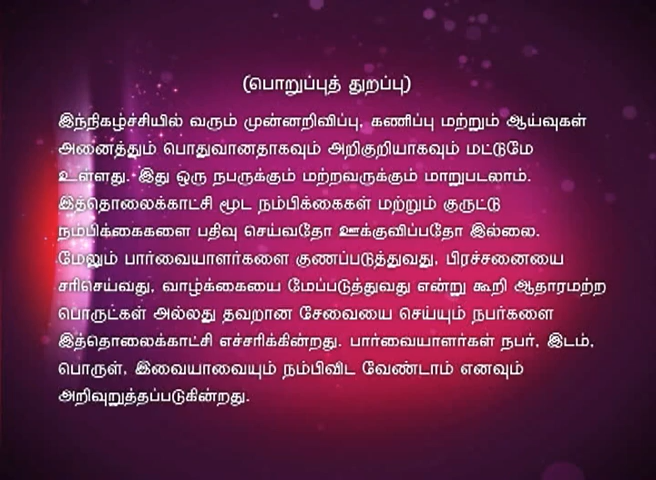 (பொறுப்புத் துறப்பு)
இந்நிகழ்ச்சியில் வரும் முன்னறிவிப்பு, கணிப்பு மற்றும் ஆய்வுகள்
அனைத்தும் பொதுவானதாகவும் அறிகுறியாகவும் மட்டுமே
உள்ளது. இது ஒரு நபருக்கும் மற்றவருக்கும் மாறுபடலாம்.
இத்தொலைக்காட்சி மூட நம்பிக்கைகள் மற்றும் குருட்டு
நம்பிக்கைகளை பதிவு செய்வதோ ஊக்குவிப்பதோ இல்லை.
மேலும் பார்வையாளர்களை குணப்படுத்துவது, பிரச்சனையை
சரிசெய்வது, வாழ்க்கையை மேப்படுத்துவது என்று கூறி ஆதாரமற்ற
பொருட்கள் அல்லது தவறான சேவையை செய்யும் நபர்களை
இத்தொலைக்காட்சி எச்சரிக்கின்றது. பார்வையாளர்கள் நபர், இடம்,
பொருள், இவையாவையும் நம்பிவிட வேண்டாம் எனவும்
அறிவுறுத்தப்படுகின்றது.